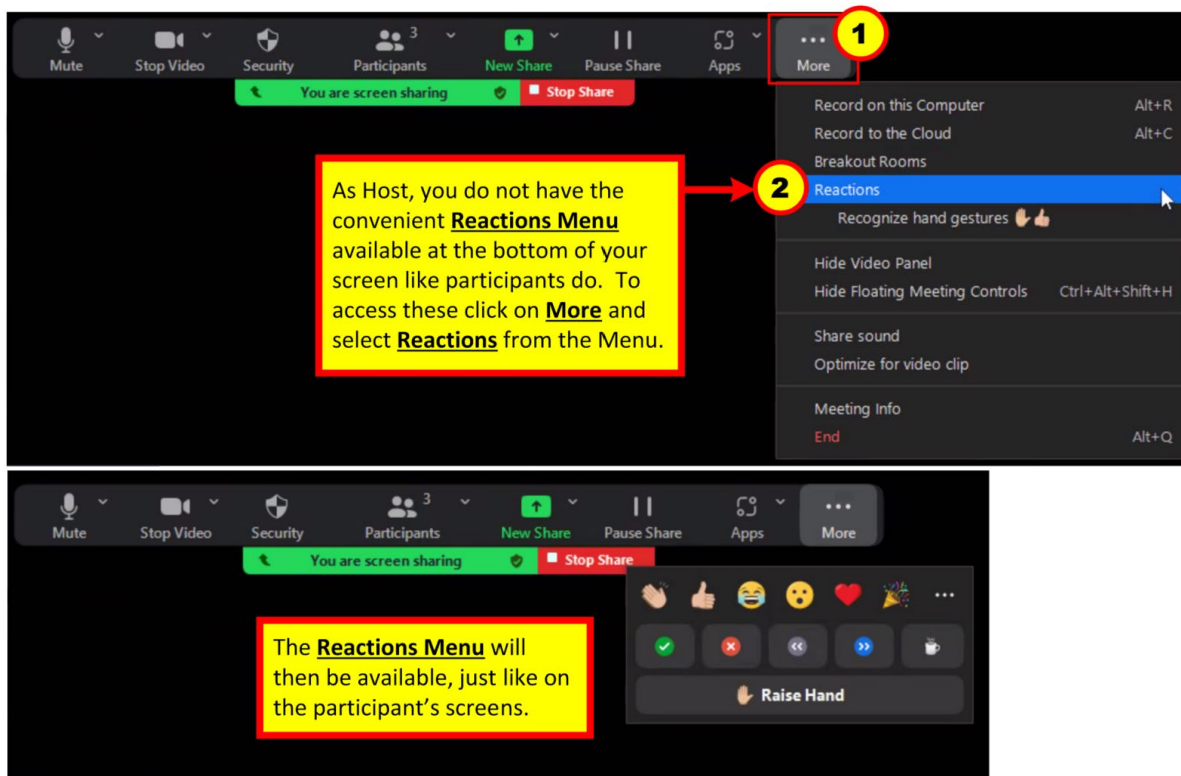 3
Mute Stop Video Security Participants New Share Pause Share Apps More
1
You are screen sharing Stop Share
Record on this Computer Alt+R
Record to the Cloud Alt+C
Breakout Rooms
2
Reactions
Recognize hand gestures
Hide Video Panel
Hide Floating Meeting Controls Ctrl+Alt+Shift+H
Share sound
Optimize for video clip
Meeting Info
End Alt+Q
As Host, you do not have the
convenient Reactions Menu
available at the bottom of your
screen like participants do. To
access these click on More and
select Reactions from the Menu.
3
Mute Stop Video Security Participants New Share Pause Share Apps More
You are screen sharing Stop Share
Raise Hand
The Reactions Menu will
then be available, just like on
the participant's screens.